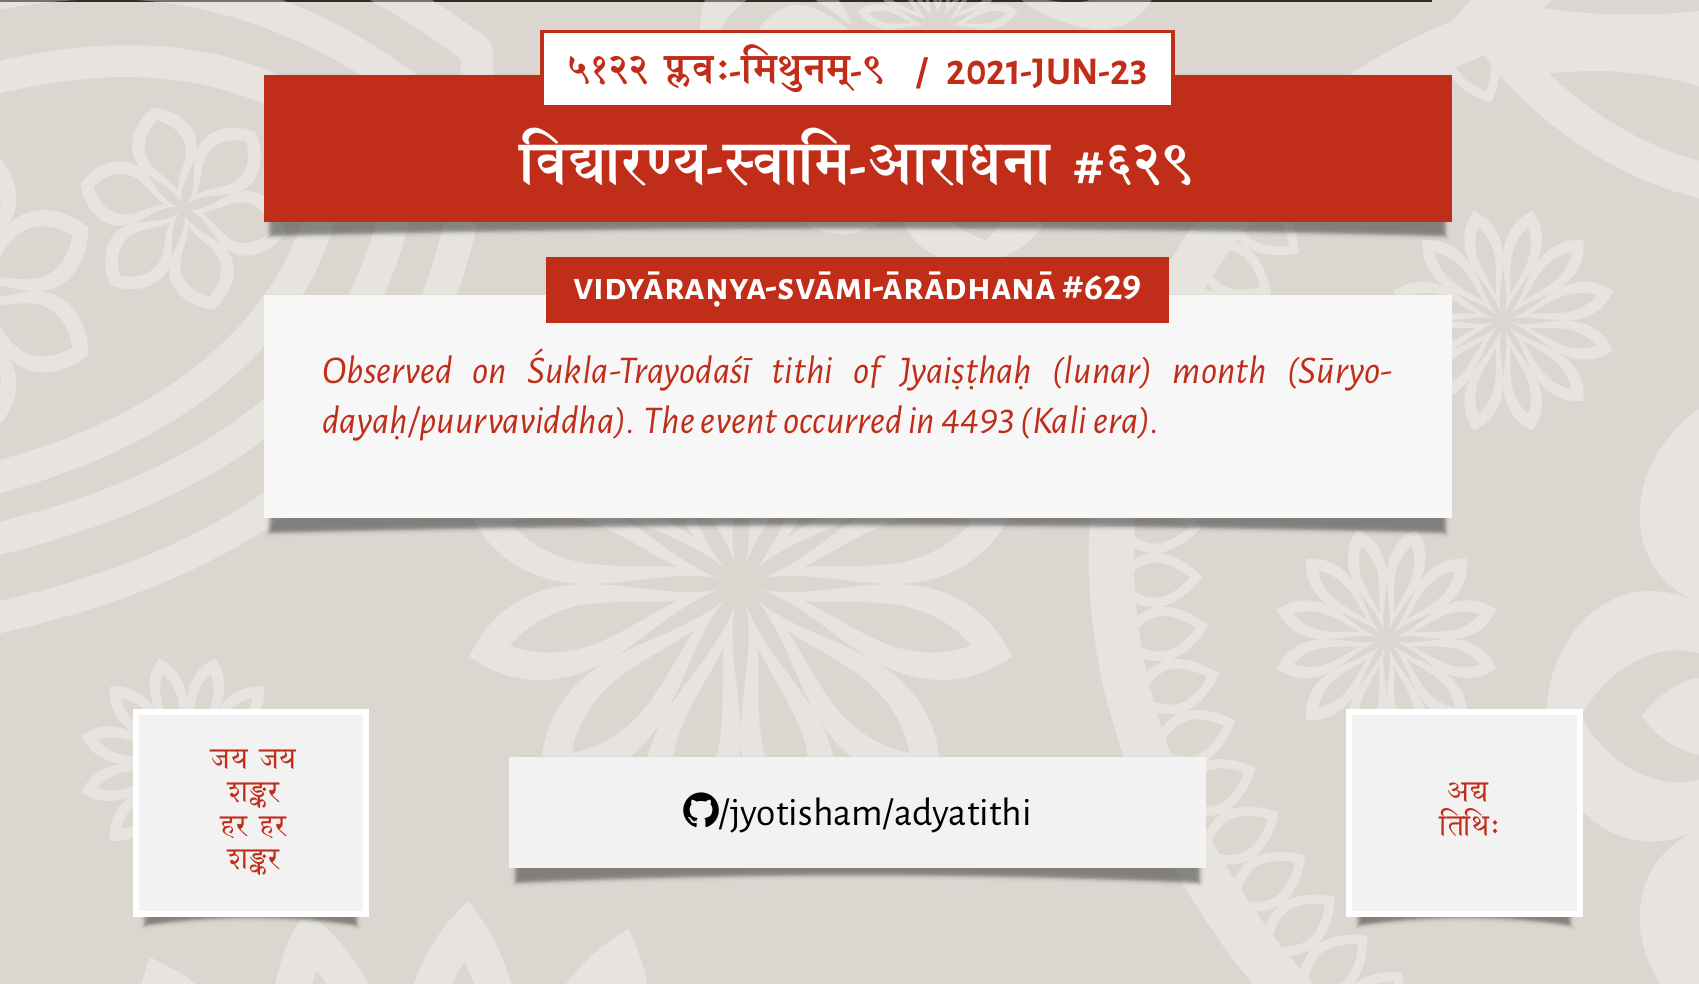 ५१२२ प्लवः-मिथुनम्-९ / 2021-JUN-23
विद्यारण्य-स्वामि-आराधना #६२९
VIDYĀRAṆYA-SVĀMI-ĀRĀDHANĀ #629
Observed on Śukla-Trayodaśī tithi of Jyaiṣṭhaḥ (lunar) month (Sūryo-
dayaḥ/puurvaviddha). The event occurred in 4493 (Kali era).
जय जय
शङ्कर
हर हर
शङ्कर
/jyotisham/adyatithi
अद्य
तिथिः